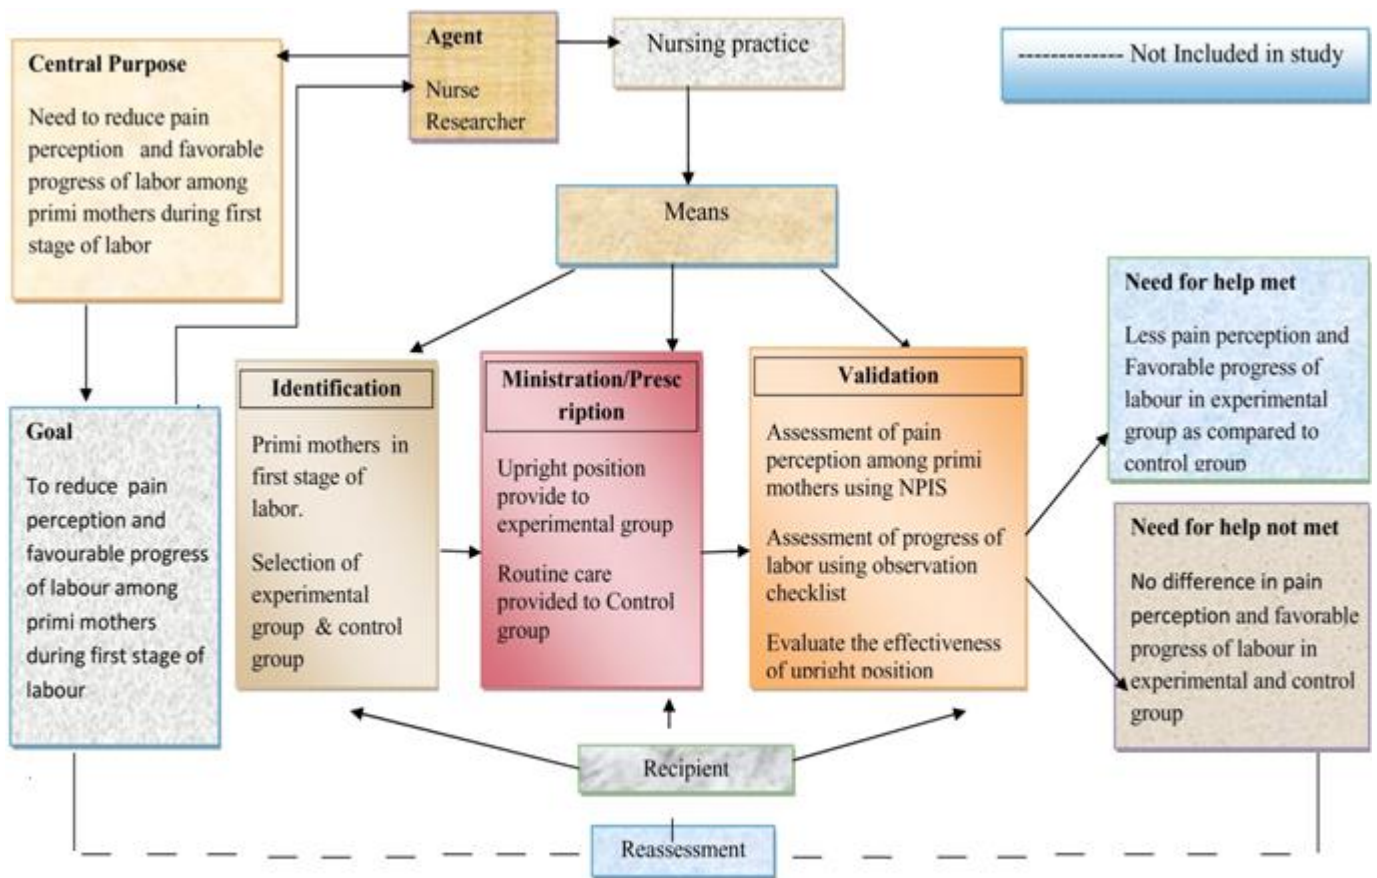 Agent
Nurse
Researcher
Nursing practice
----------- Not Included in study
Central Purpose
Need to reduce pain
perception and favorable
progress of labor among
primi mothers during first
stage of labor
Means
Goal
To reduce pain
perception and
favourable progress
of labour among
primi mothers
during first stage of
labour
Identification
Primi mothers in
first stage of
labor.
Selection of
experimental
group & control
group
Ministration/Presc
ription
Upright position
provide to
experimental group
Routine care
provided to Control
group
Validation
Assessment of pain
perception among primi
mothers using NPIS
Assessment of progress of
labor using observation
checklist
Evaluate the effectiveness
of upright position
Need for help met
Less pain perception and
Favorable progress of
labour in experimental
group as compared to
control group
Need for help not met
No difference in pain
perception and favorable
progress of labour in
experimental and control
group
Recipient
Reassessment